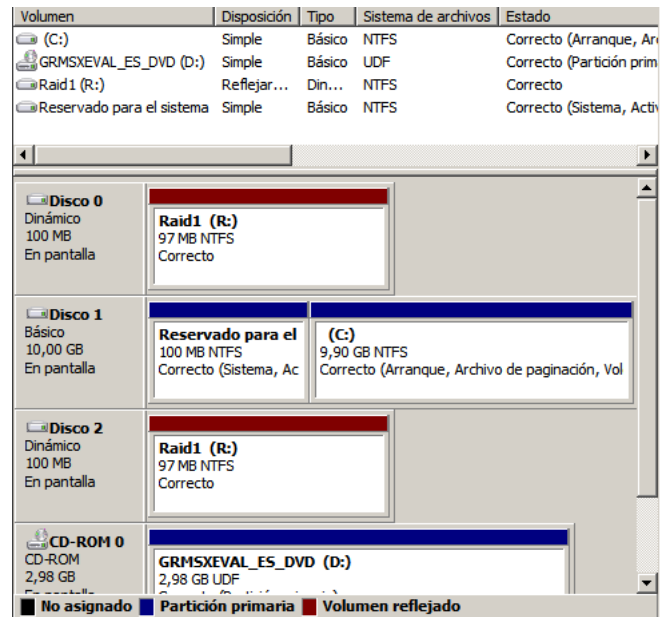 Volumen Disposición Tipo Sistema de archivos Estado
(C:) Simple Básico NTFS Correcto (Arranque, Ar
GRMSXEVAL_ES_DVD (D:) Simple Básico UDF Correcto (Partición prim
Raid1 (R:) Reflejar... Din... NTFS Correcto
Reservado para el sistema Simple Básico NTFS Correcto (Sistema, Acti
Disco 0
Dinámico
100 MB
En pantalla
Raid1 (R:)
97 MB NTFS
Correcto
Disco 1
Básico
10,00 GB
En pantalla
Reservado para el
100 MB NTFS
Correcto (Sistema, Ac
(C:)
9,90 GB NTFS
Correcto (Arranque, Archivo de paginación, Vol
Disco 2
Dinámico
100 MB
En pantalla
Raid1 (R:)
97 MB NTFS
Correcto
CD-ROM 0
CD-ROM
2,98 GB
GRMSXEVAL_ES_DVD (D:)
2,98 GB UDF
No asignado Partición primaria Volumen reflejado